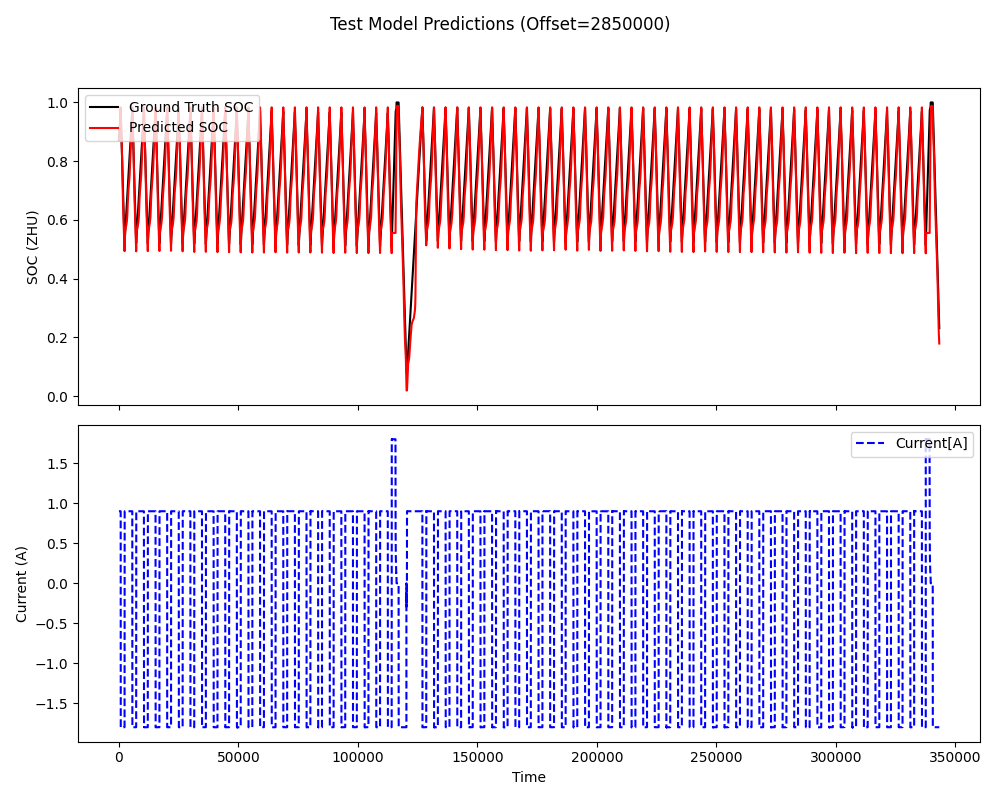 Test Model Predictions (Offset=2850000)
Ground Truth SOC
Predicted SOC
1.0
0.8
0.6
0.4
0.2
0.0
SOC (ZHU)
Current[A]
1.5
1.0
0.5
0.0
−0.5
−1.0
−1.5
Current (A)
0 50000 100000 150000 200000 250000 300000 350000
Time